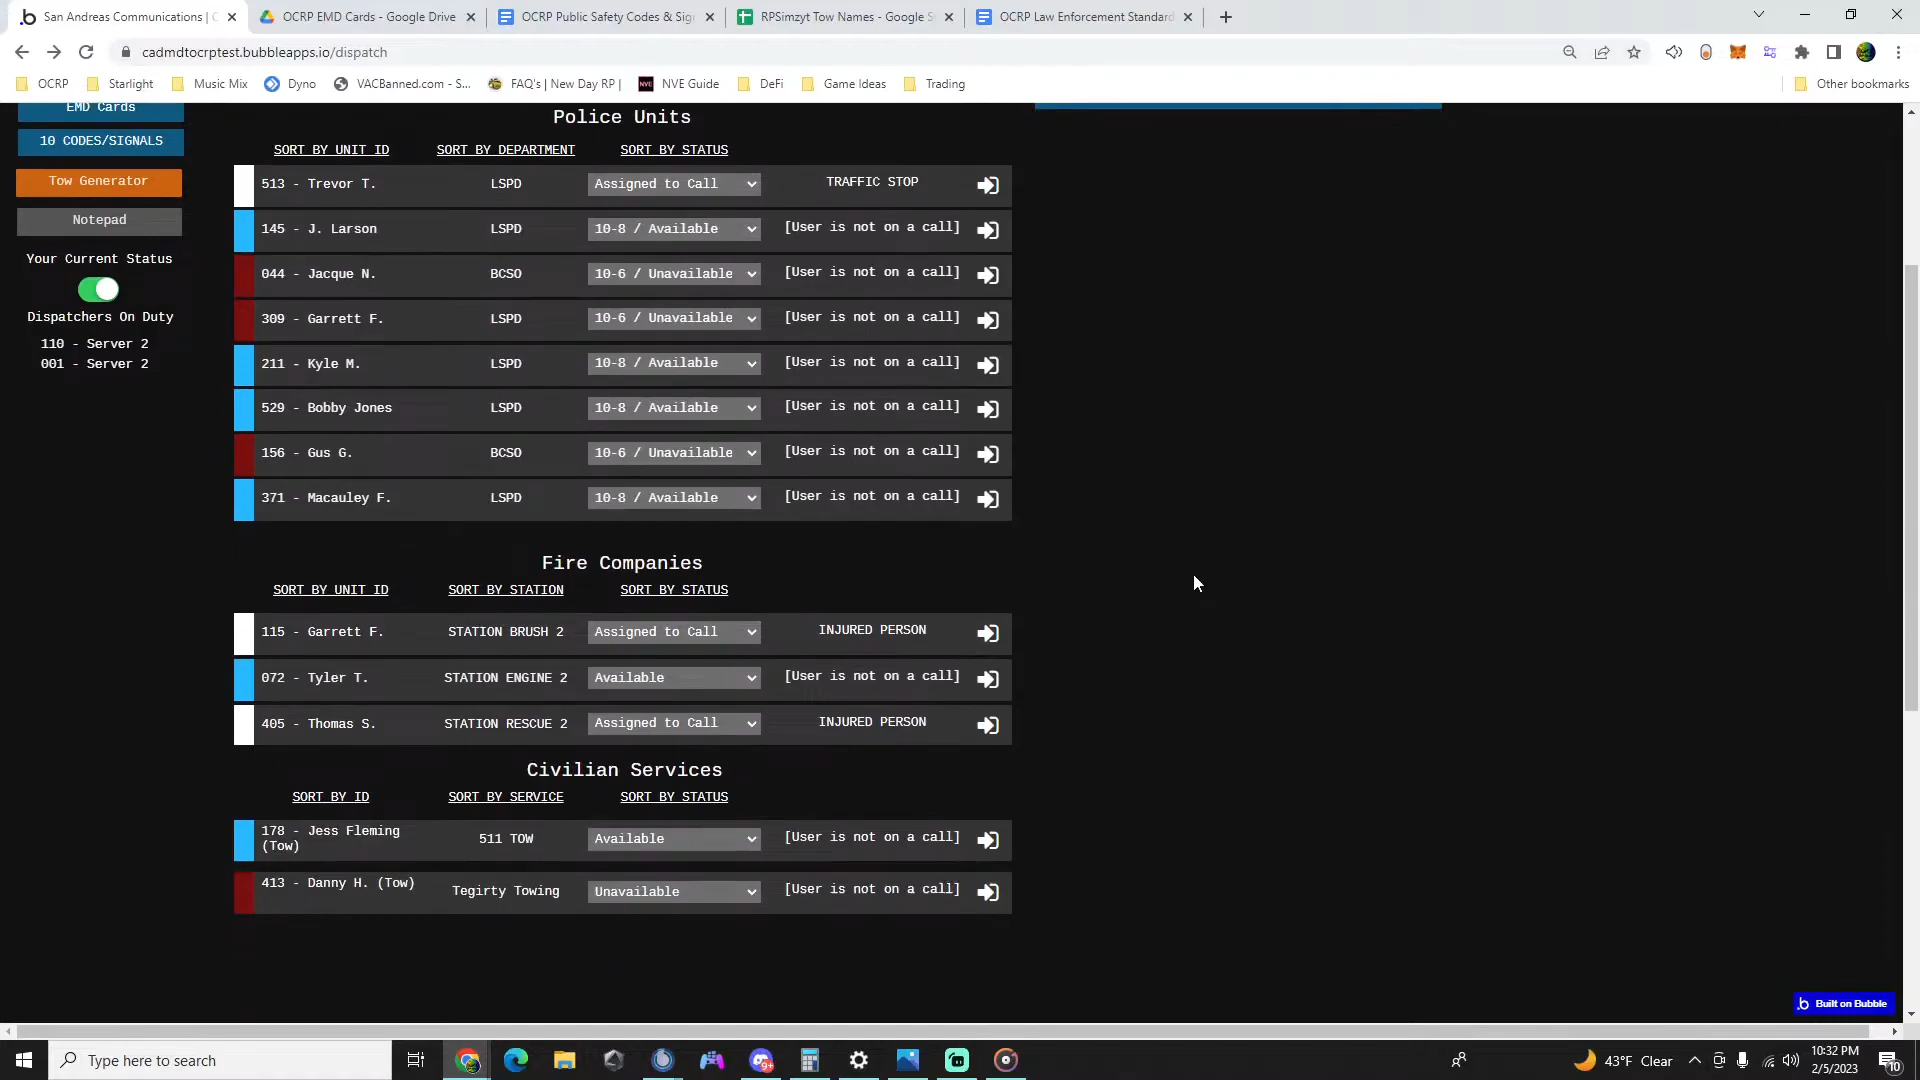 San Andreas Communications | C
OCRP EMD Cards - Google Drive
OCRP Public Safety Codes & Sig
RPSimzyt Tow Names - Google S
OCRP Law Enforcement Standard
cadmdtocrptest.bubbleapps.io/dispatch
OCRP
Starlight
Music Mix
Dyno
VACBanned.com - S...
FAQ's | New Day RP |
NVE
NVE Guide
DeFi
Game Ideas
Trading
Other bookmarks
EMD Cards
10 CODES/SIGNALS
Tow Generator
Notepad
Your Current Status
Dispatchers On Duty
110 - Server 2
001 - Server 2
Police Units
SORT BY UNIT ID SORT BY DEPARTMENT SORT BY STATUS
513 - Trevor T. LSPD Assigned to Call TRAFFIC STOP
145 - J. Larson LSPD 10-8 / Available [User is not on a call]
044 - Jacque N. BCSO 10-6 / Unavailable [User is not on a call]
309 - Garrett F. LSPD 10-6 / Unavailable [User is not on a call]
211 - Kyle M. LSPD 10-8 / Available [User is not on a call]
529 - Bobby Jones LSPD 10-8 / Available [User is not on a call]
156 - Gus G. BCSO 10-6 / Unavailable [User is not on a call]
371 - Macauley F. LSPD 10-8 / Available [User is not on a call]
Fire Companies
SORT BY UNIT ID SORT BY STATION SORT BY STATUS
115 - Garrett F. STATION BRUSH 2 Assigned to Call INJURED PERSON
072 - Tyler T. STATION ENGINE 2 Available [User is not on a call]
405 - Thomas S. STATION RESCUE 2 Assigned to Call INJURED PERSON
Civilian Services
SORT BY ID SORT BY SERVICE SORT BY STATUS
178 - Jess Fleming (Tow) 511 TOW Available [User is not on a call]
413 - Danny H. (Tow) Tegirty Towing Unavailable [User is not on a call]
Built on Bubble
Type here to search
9+
43°F Clear
10:32 PM
2/5/2023
10